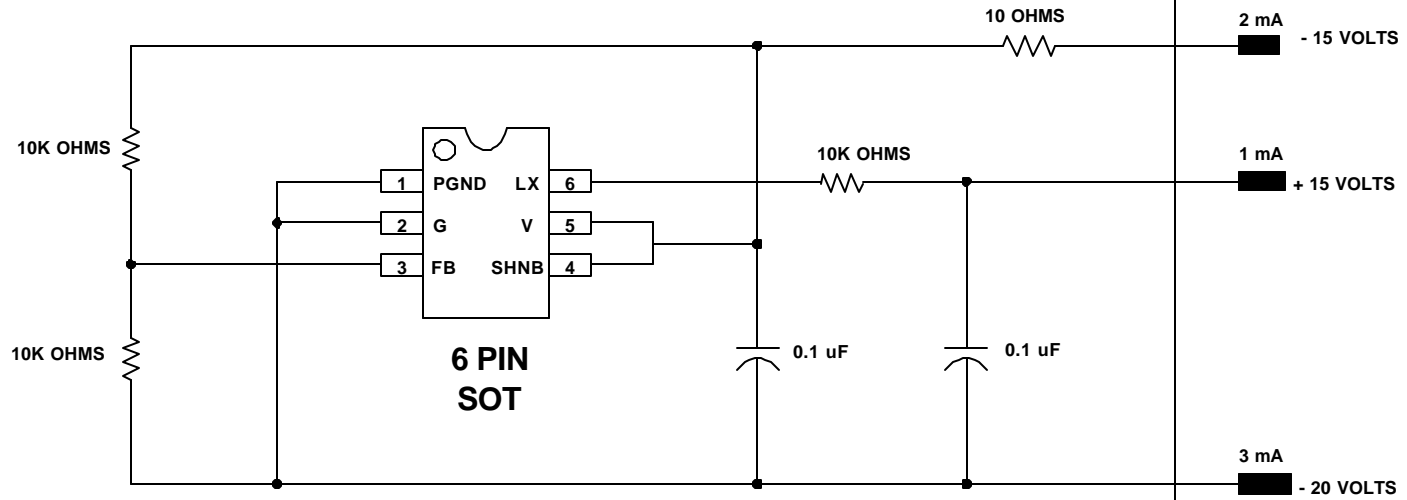 10 OHMS
2 mA
- 15 VOLTS
10K OHMS
10K OHMS
1 mA
+ 15 VOLTS
1 PGND LX 6
2 G V 5
3 FB SHNB 4
10K OHMS
6 PIN
SOT
0.1 uF
0.1 uF
3 mA
- 20 VOLTS